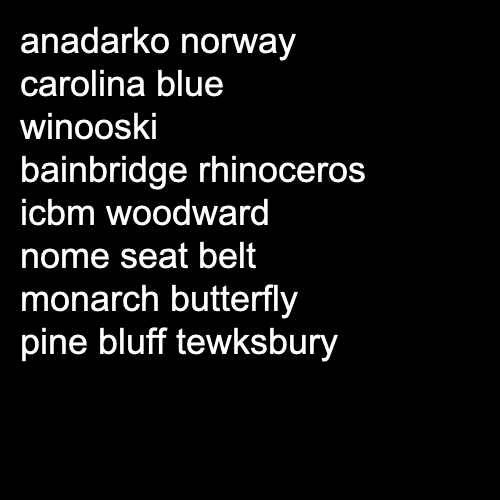 anadarko norway
carolina blue
winooski
bainbridge rhinoceros
icbm woodward
nome seat belt
monarch butterfly
pine bluff tewksbury